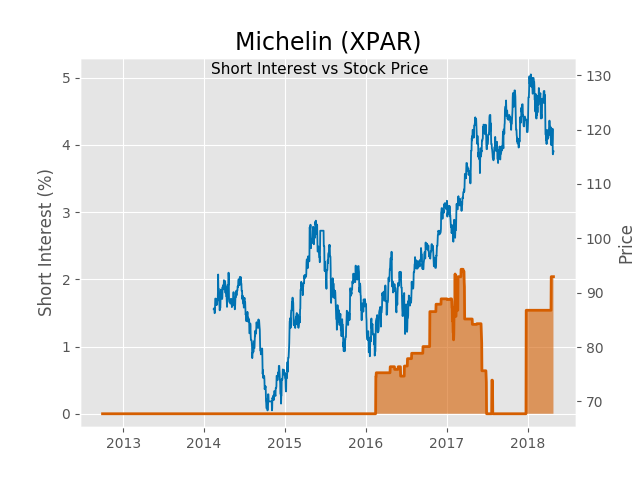 Michelin (XPAR)
Short Interest vs Stock Price
Short Interest (%)
5
4
3
2
1
0
130
120
110
100
90
80
70
Price
2013 2014 2015 2016 2017 2018